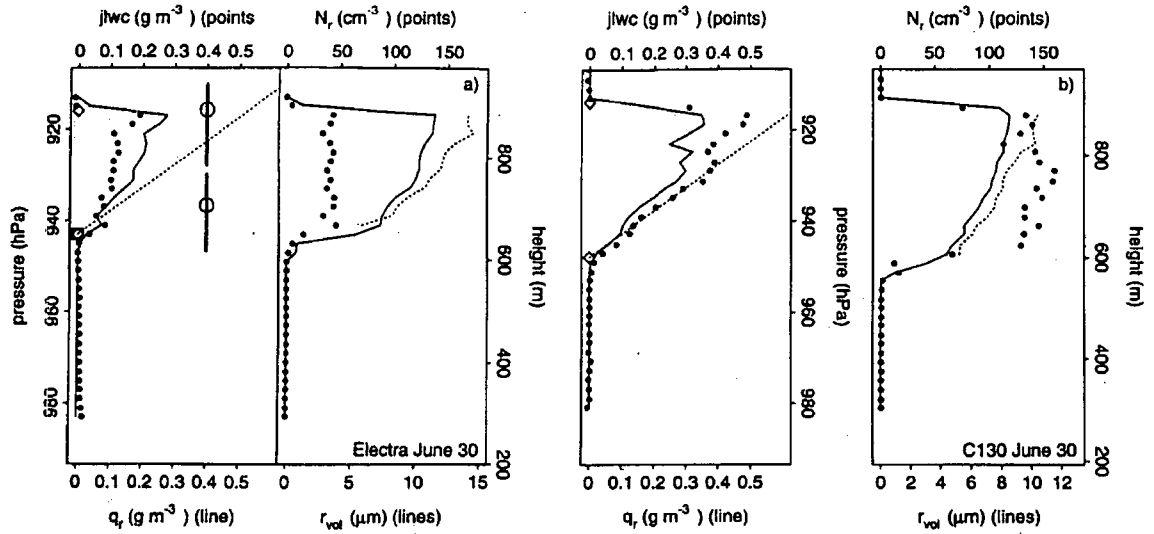 jlwc (g m⁻³ ) (points
Nᵣ (cm⁻³ ) (points)
jlwc (g m⁻³ ) (points
Nᵣ (cm⁻³ ) (points)
0 0.1 0.2 0.3 0.4 0.5
0 50 100 150
0 0.1 0.2 0.3 0.4 0.5
0 50 100 150
a)
b)
pressure (hPa)
920
940
960
980
height (m)
800
600
400
200
pressure (hPa)
920
940
960
980
height (m)
800
600
400
200
Electra June 30
C130 June 30
0 0.1 0.2 0.3 0.4 0.5
0 5 10 15
0 0.1 0.2 0.3 0.4 0.5
0 2 4 6 8 10 12
qᵣ (g m⁻³ ) (line)
r_vol (μm) (lines)
qᵣ (g m⁻³ ) (line)
r_vol (μm) (lines)